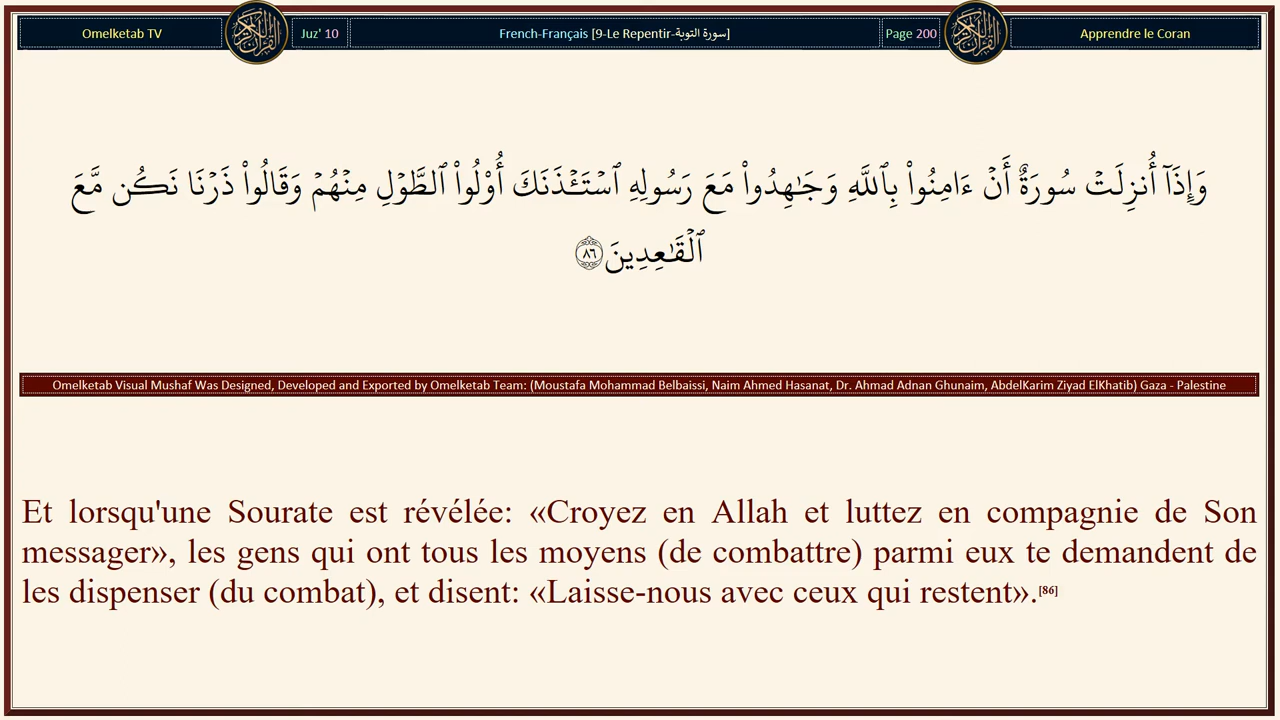 Omelketab TV
Juz' 10
French-Français [9-Le Repentir-سورة التوبة]
Page 200
Apprendre le Coran
وَإِذَآ أُنزِلَتۡ سُورَةٌ أَنۡ ءَامِنُواْ بِٱللَّهِ وَجَٰهِدُواْ مَعَ رَسُولِهِ ٱسۡتَـٔۡذَنَكَ أُوْلُواْ ٱلطَّوۡلِ مِنۡهُمۡ وَقَالُواْ ذَرۡنَا نَكُن مَّعَ
ٱلۡقَٰعِدِينَ ٨٦
Omelketab Visual Mushaf Was Designed, Developed and Exported by Omelketab Team: (Moustafa Mohammad Belbaissi, Naim Ahmed Hasanat, Dr. Ahmad Adnan Ghunaim, AbdelKarim Ziyad ElKhatib) Gaza - Palestine
Et lorsqu'une Sourate est révélée: «Croyez en Allah et luttez en compagnie de Son
messager», les gens qui ont tous les moyens (de combattre) parmi eux te demandent de
les dispenser (du combat), et disent: «Laisse-nous avec ceux qui restent».[86]